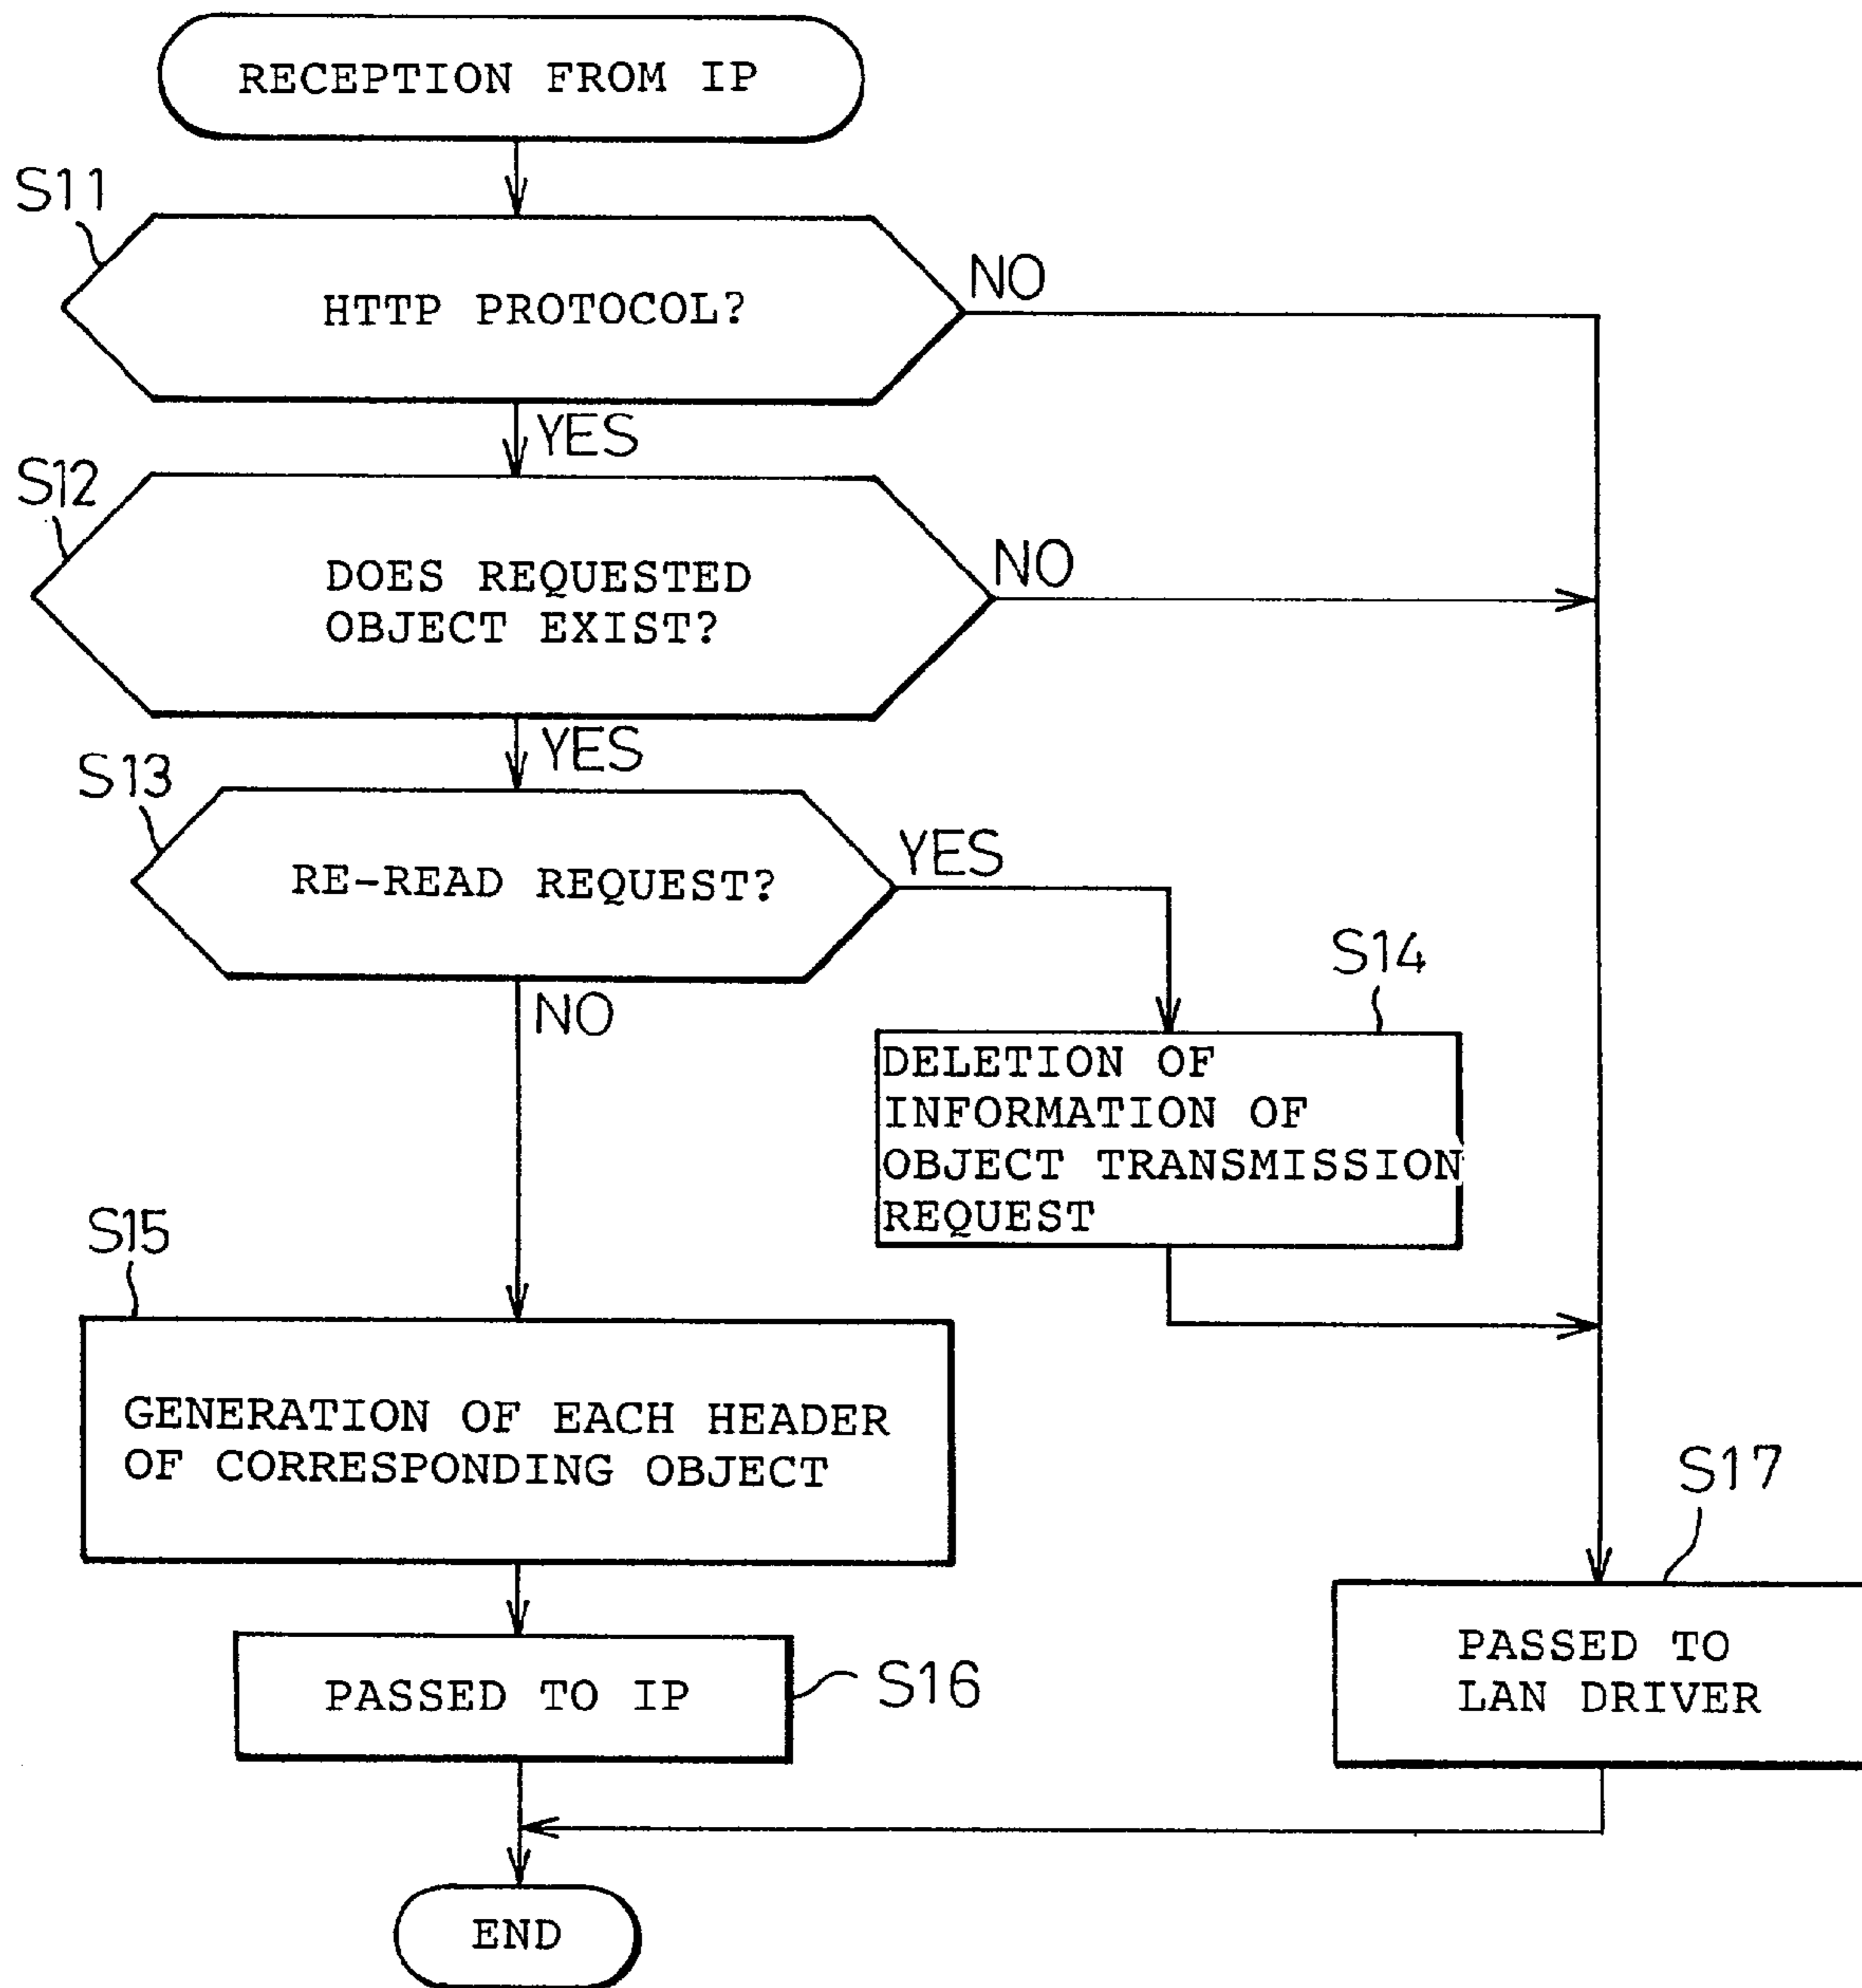 RECEPTION FROM IP
S11
HTTP PROTOCOL?
NO
YES
S12
DOES REQUESTED
OBJECT EXIST?
NO
YES
S13
RE-READ REQUEST?
YES
NO
S14
DELETION OF
INFORMATION OF
OBJECT TRANSMISSION
REQUEST
S15
GENERATION OF EACH HEADER
OF CORRESPONDING OBJECT
S17
PASSED TO
LAN DRIVER
PASSED TO IP
S16
END